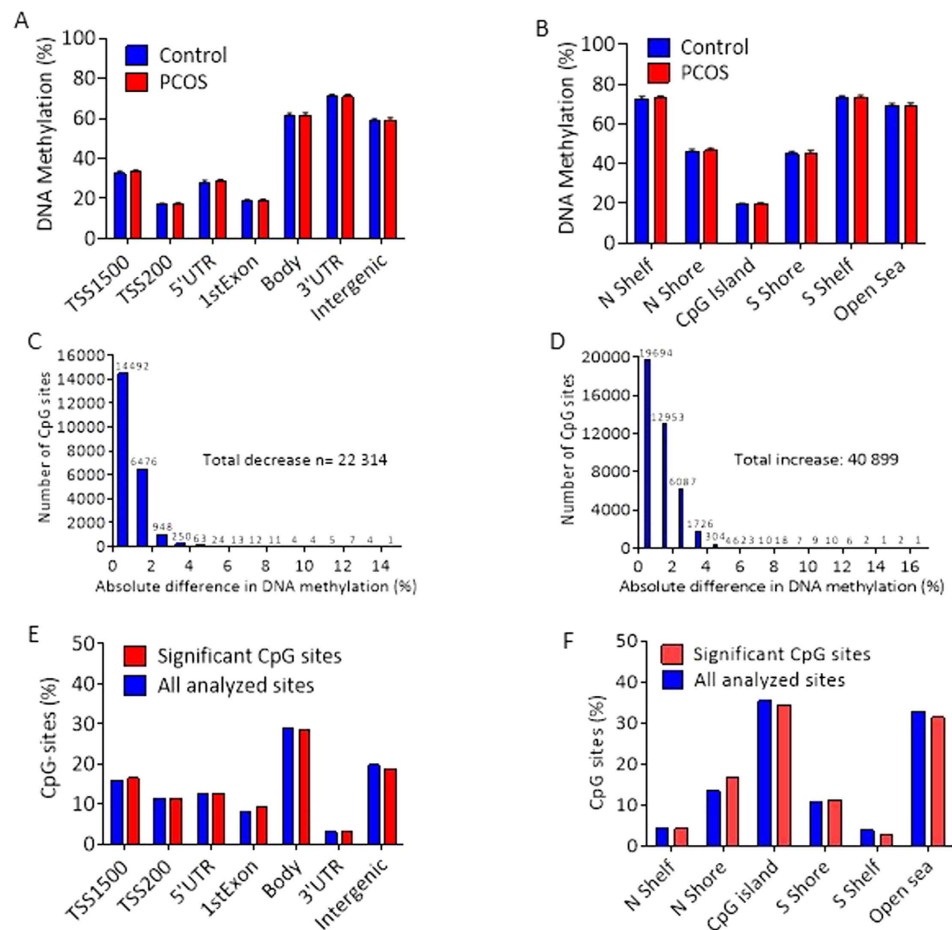 A
DNA Methylation (%)
100
80
60
40
20
0
Control
PCOS
TSS1500
TSS200
5'UTR
1stExon
Body
3'UTR
Intergenic
B
DNA Methylation (%)
100
80
60
40
20
0
Control
PCOS
N Shelf
N Shore
CpG Island
S Shore
S Shelf
Open Sea
C
Number of CpG sites
16000
14000
12000
10000
8000
6000
4000
2000
0
14492
6476
948
250
63
24
13
12
11
4
4
5
7
4
1
Total decrease n= 22 314
0 2 4 6 8 10 12 14
Absolute difference in DNA methylation (%)
D
Number of CpG sites
20000
16000
12000
8000
4000
0
19694
12953
6087
1726
304
46
23
10
18
7
9
10
6
2
1
2
1
Total increase: 40 899
0 2 4 6 8 10 12 14 16
Absolute difference in DNA methylation (%)
E
CpG-sites (%)
50
40
30
20
10
0
Significant CpG sites
All analyzed sites
TSS1500
TSS200
5'UTR
1stExon
Body
3'UTR
Intergenic
F
CpG sites (%)
50
40
30
20
10
0
Significant CpG sites
All analyzed sites
N Shelf
N Shore
CpG island
S Shore
S Shelf
Open sea